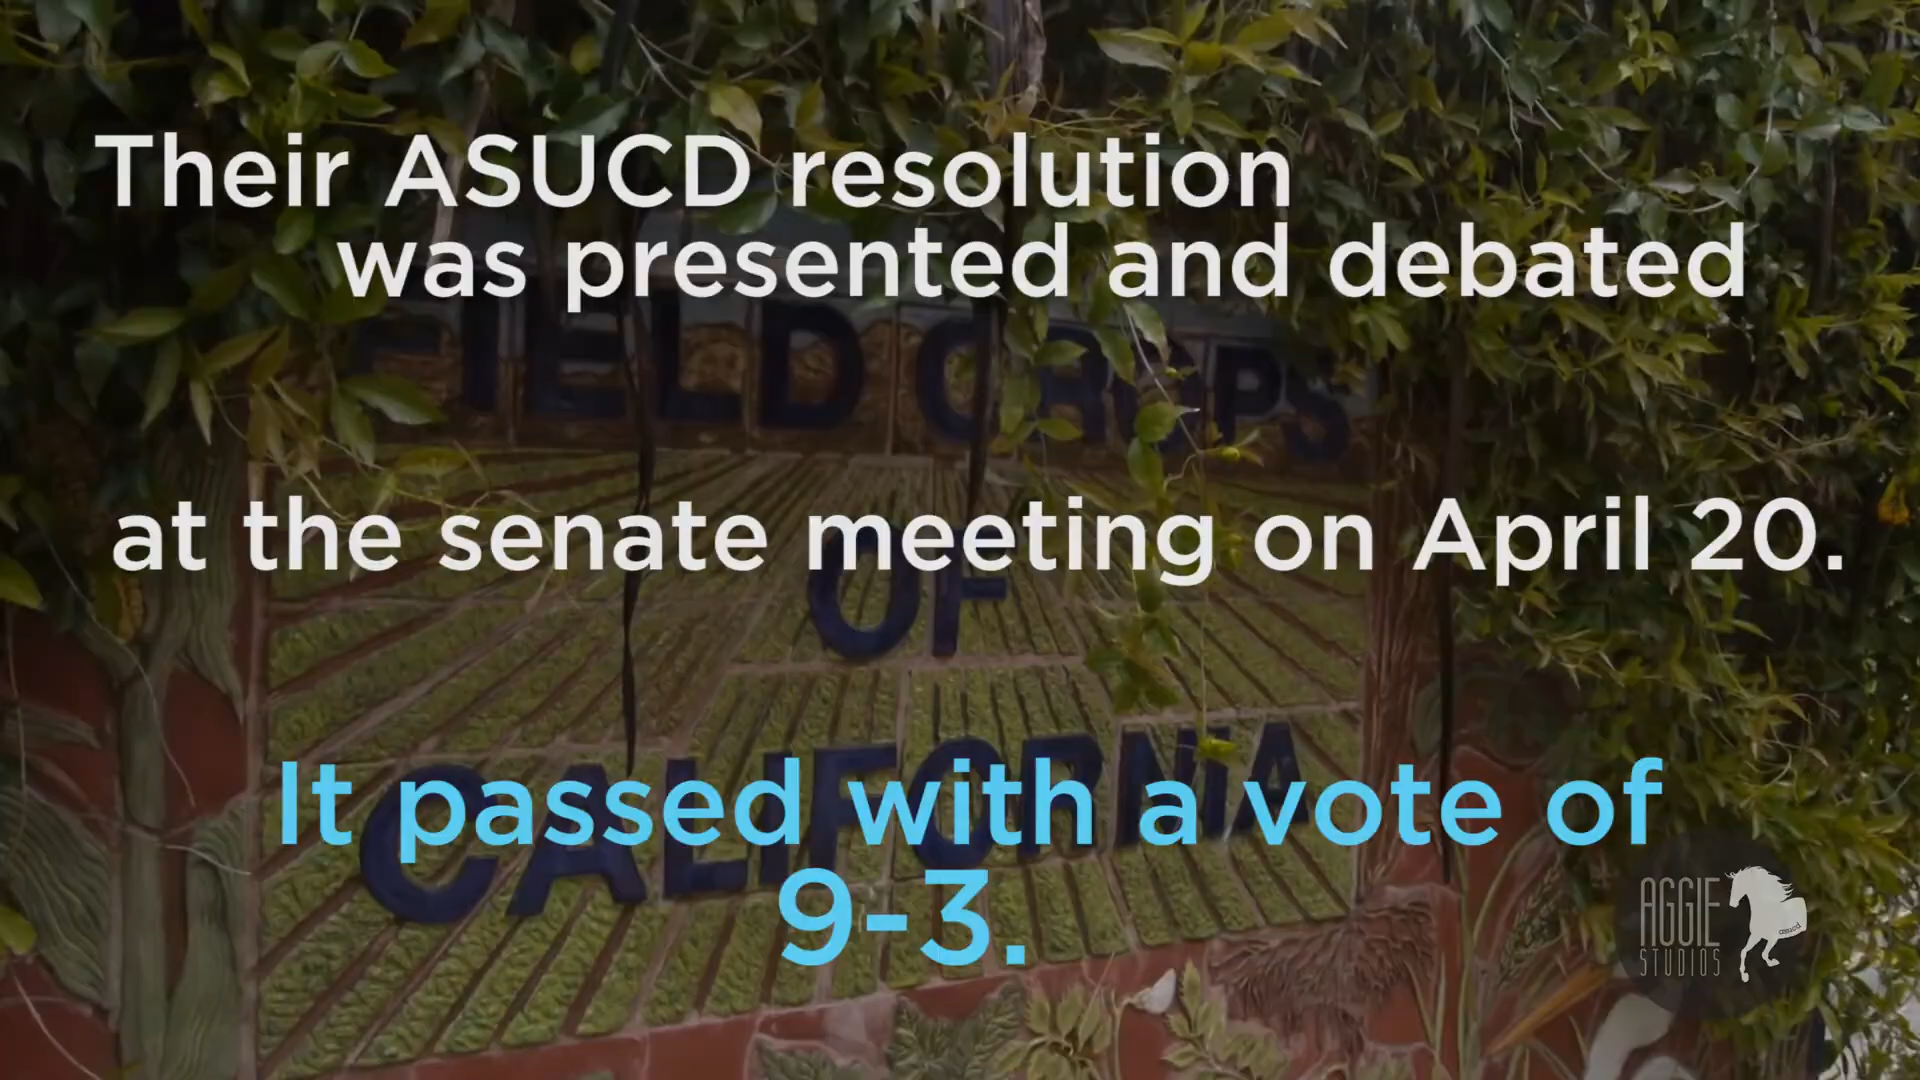 Their ASUCD resolution
was presented and debated
FIELD CROPS
at the senate meeting on April 20.
OF
CALIFORNIA
It passed with a vote of
9-3.
AGGIE
STUDIOS